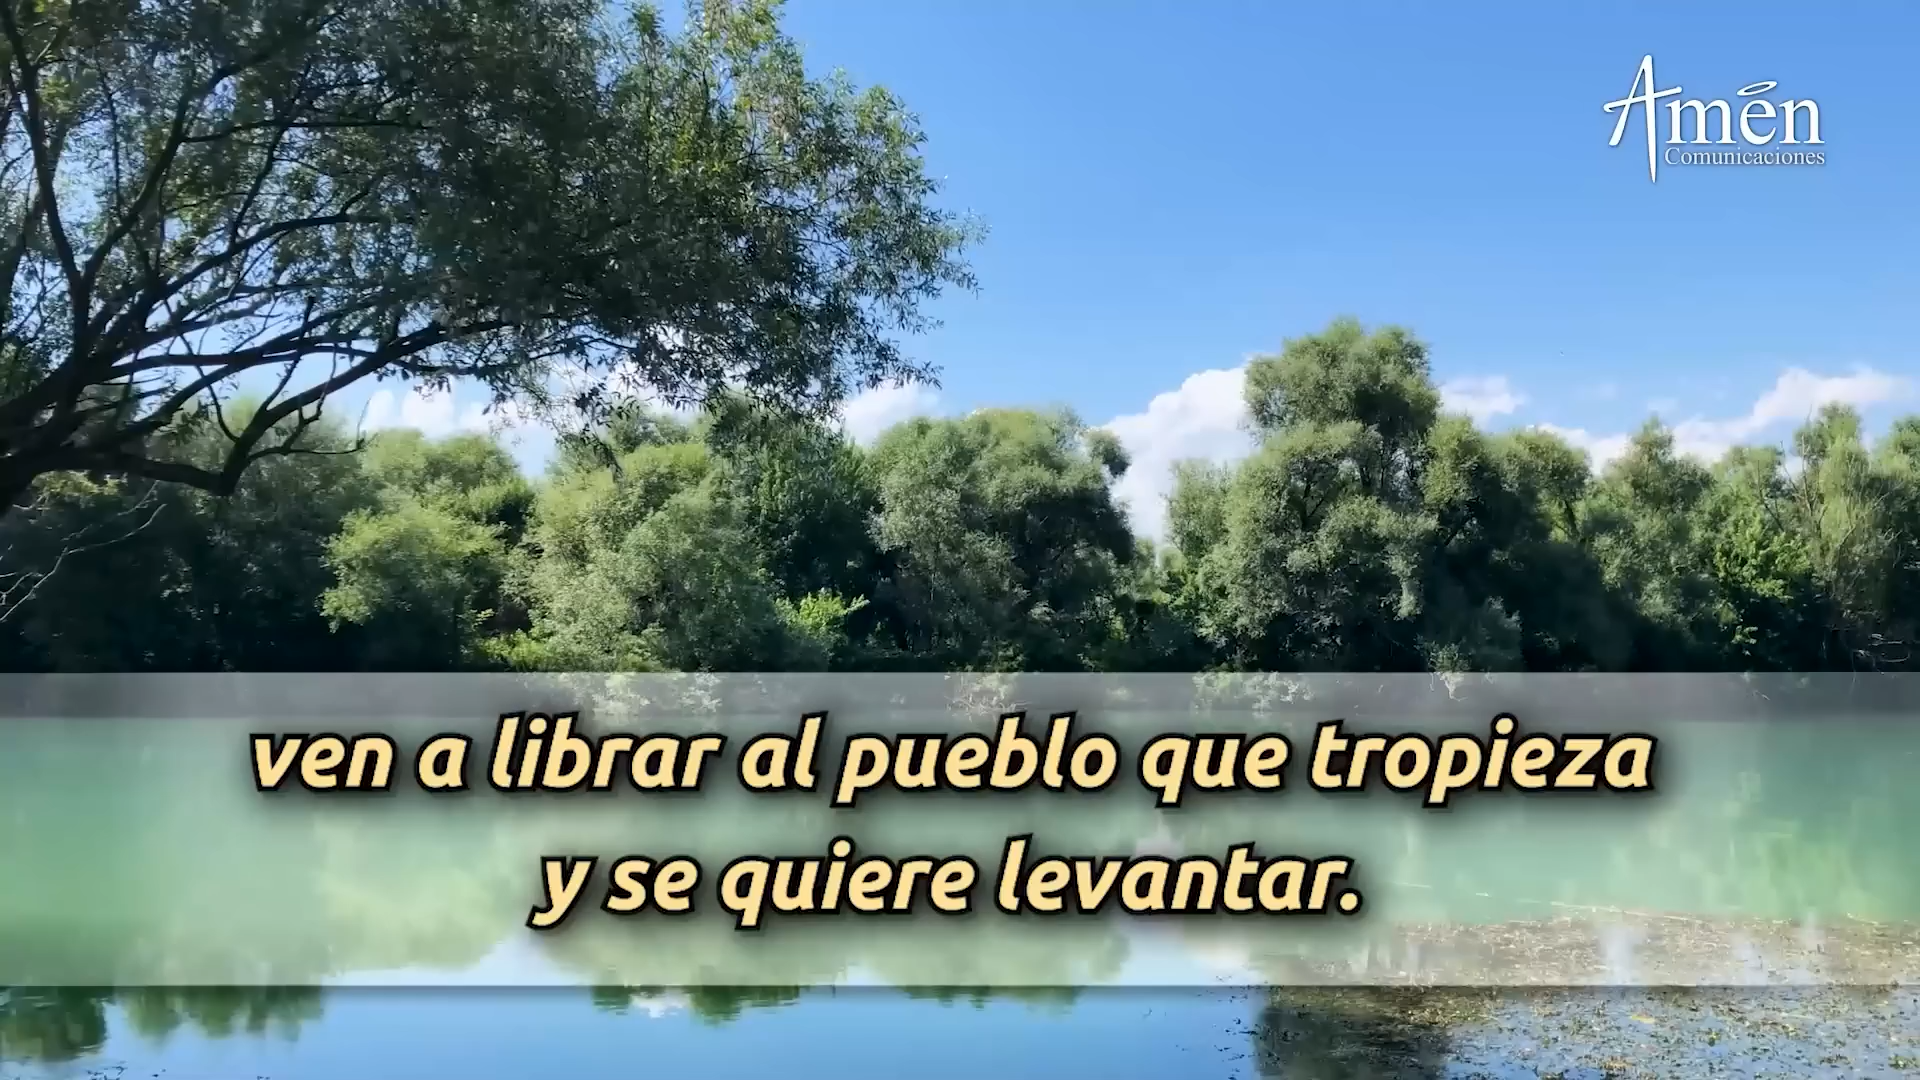 Amén
Comunicaciones
ven a librar al pueblo que tropieza
y se quiere levantar.